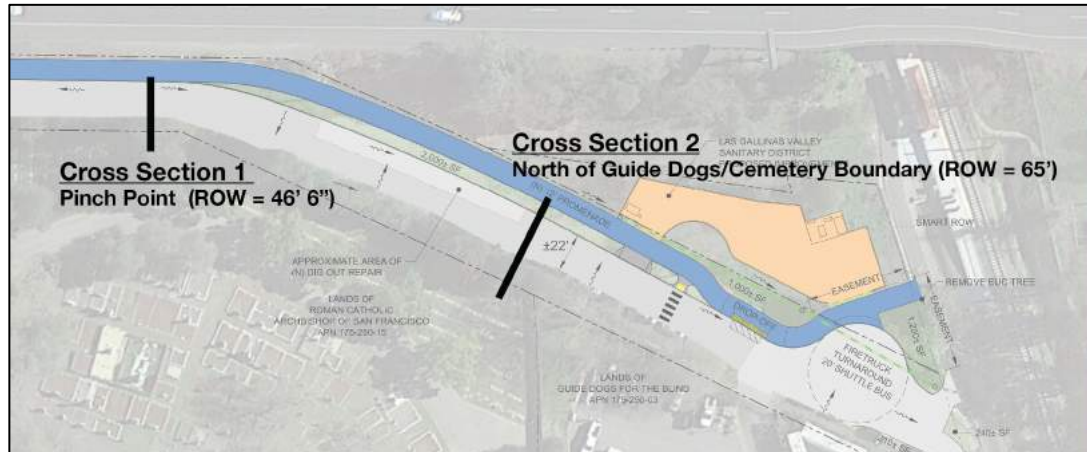 Cross Section 1
Pinch Point (ROW = 46' 6")
Cross Section 2
North of Guide Dogs/Cemetery Boundary (ROW = 65')
LAS GALLINAS VALLEY
SANITARY DISTRICT
SMART ROW
2,000± SF
PROMENADE
±22'
APPROXIMATE AREA OF
(N) DIG OUT REPAIR
LANDS OF
ROMAN CATHOLIC
ARCHBISHOP OF SAN FRANCISCO
LANDS OF
GUIDE DOGS FOR THE BLIND
1,000± SF
EASEMENT
REMOVE EUC TREE
EASEMENT
DROP-OFF
1,200± SF
FIRETRUCK
TURNAROUND
20' SHUTTLE BUS
240± SF